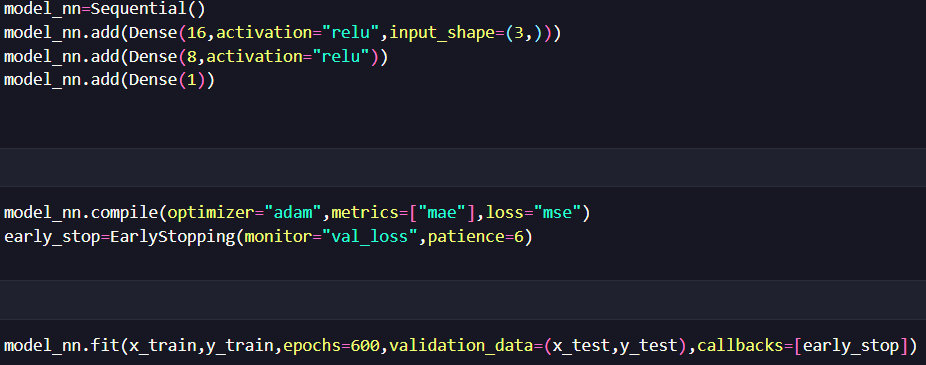 model_nn=Sequential()
model_nn.add(Dense(16,activation="relu",input_shape=(3,)))
model_nn.add(Dense(8,activation="relu"))
model_nn.add(Dense(1))
model_nn.compile(optimizer="adam",metrics=["mae"],loss="mse")
early_stop=EarlyStopping(monitor="val_loss",patience=6)
model_nn.fit(x_train,y_train,epochs=600,validation_data=(x_test,y_test),callbacks=[early_stop])